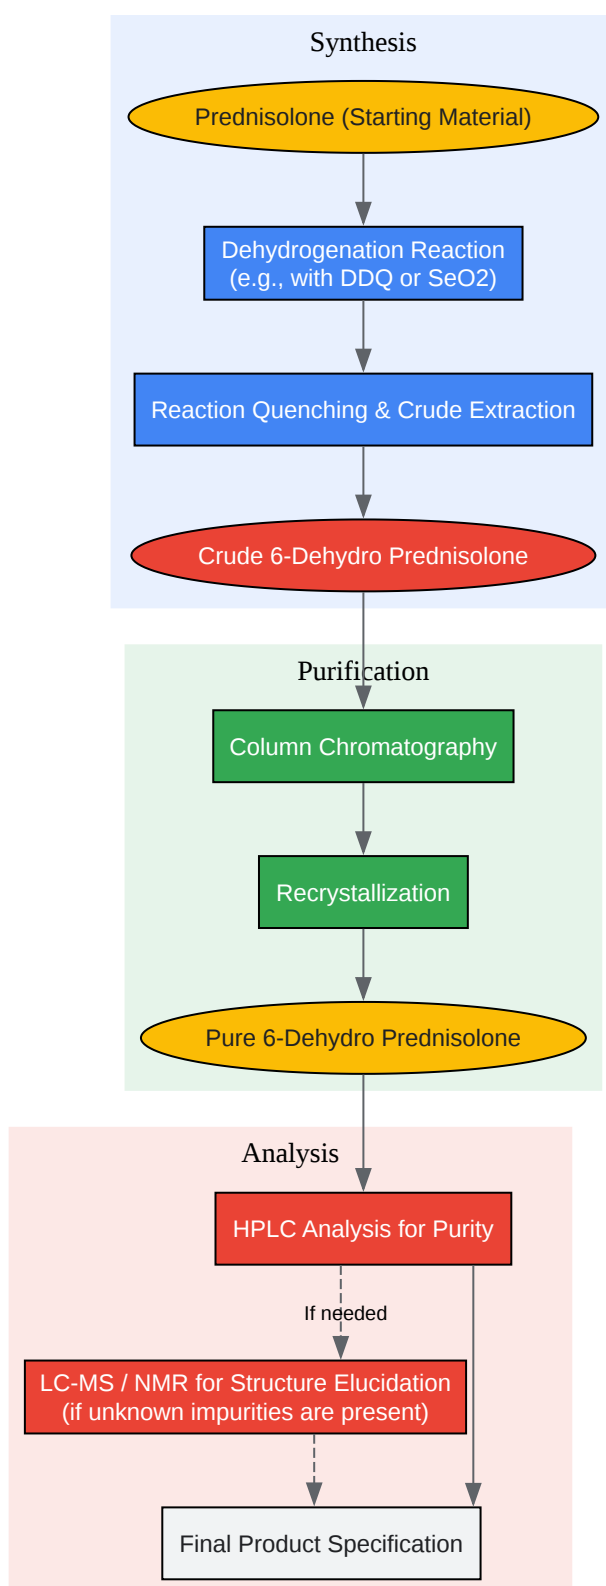 Synthesis
Prednisolone (Starting Material)
Dehydrogenation Reaction
(e.g., with DDQ or SeO2)
Reaction Quenching & Crude Extraction
Crude 6-Dehydro Prednisolone
Purification
Column Chromatography
Recrystallization
Pure 6-Dehydro Prednisolone
Analysis
HPLC Analysis for Purity
If needed
LC-MS / NMR for Structure Elucidation
(if unknown impurities are present)
Final Product Specification